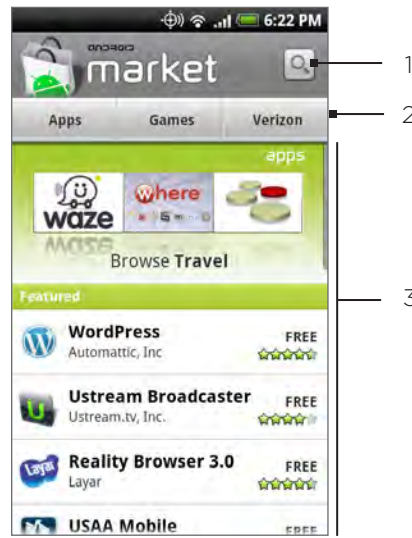 6:22 PM
ANDROID
market
1
Apps Games Verizon
2
apps
waze
where
Browse Travel
Featured
3
WordPress
FREE
Automattic, Inc
Ustream Broadcaster
FREE
Ustream.tv, Inc.
Reality Browser 3.0
FREE
Layar
USAA Mobile
FREE